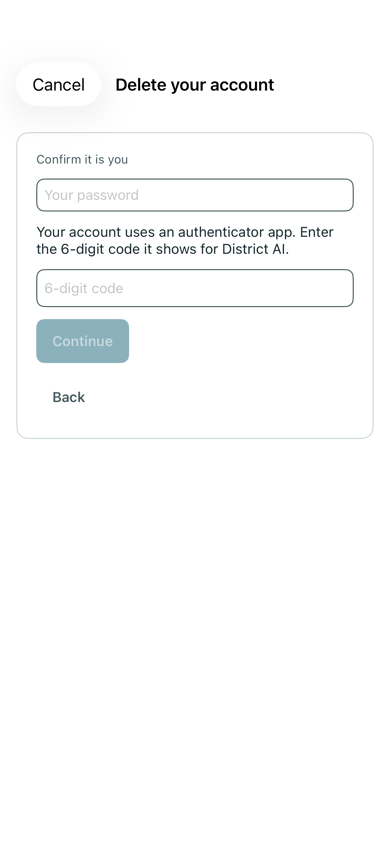 Cancel
Delete your account
Confirm it is you
Your password
Your account uses an authenticator app. Enter
the 6-digit code it shows for District AI.
6-digit code
Continue
Back